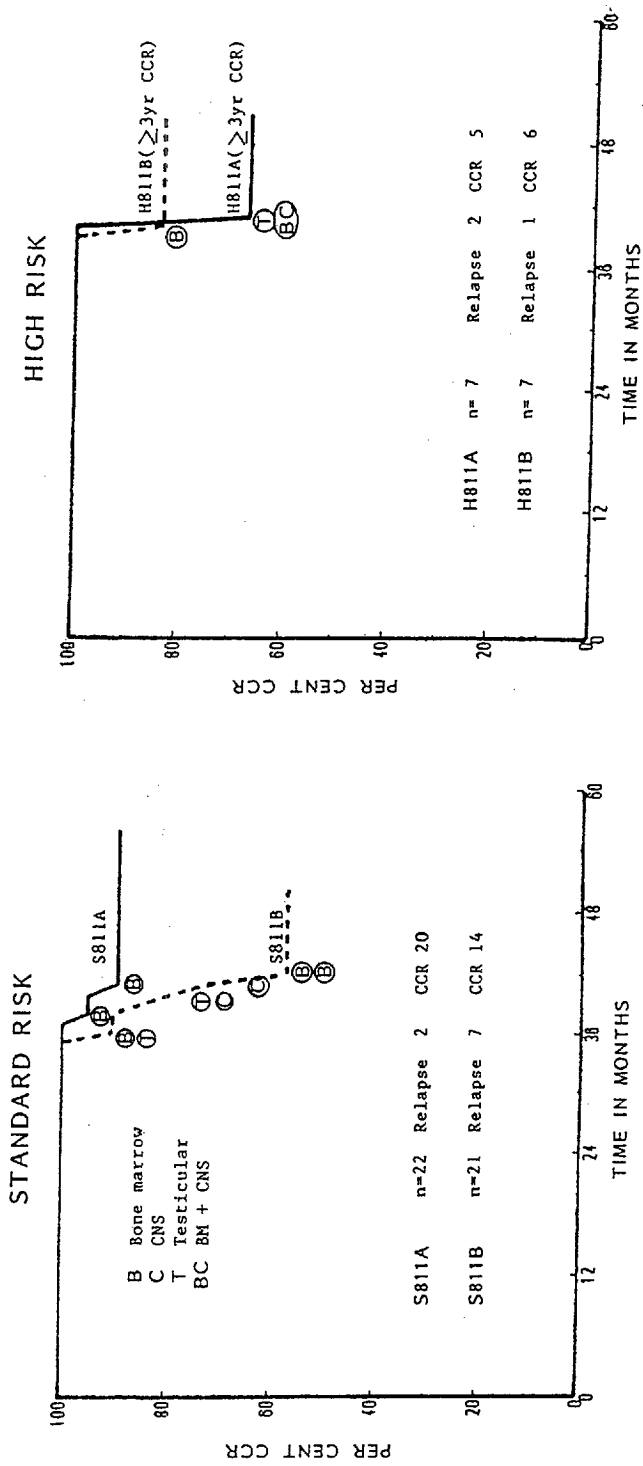 STANDARD RISK
100
80
60
40
20
0
PER CENT CCR
B Bone marrow
C CNS
T Testicular
BC BM + CNS
S811A
S811B
B
T
B
B
T
C
C
B
B
S811A n=22 Relapse 2 CCR 20
S811B n=21 Relapse 7 CCR 14
0 12 24 36 48 60
TIME IN MONTHS
HIGH RISK
100
80
60
40
20
0
PER CENT CCR
H811B(≥3yr CCR)
H811A(≥3yr CCR)
B
T
BC
H811A n= 7 Relapse 2 CCR 5
H811B n= 7 Relapse 1 CCR 6
0 12 24 36 48 60
TIME IN MONTHS